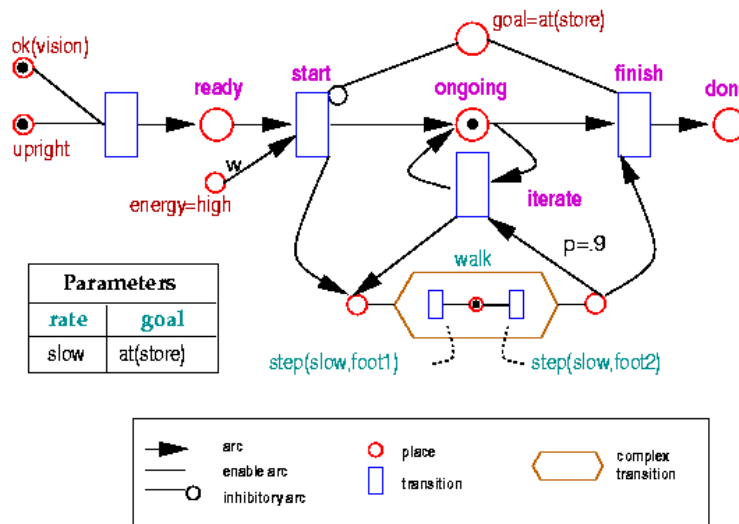 goal=at(store)
ok(vision)
ready
start
ongoing
finish
don
upright
w
energy=high
iterate
p=.9
walk
Parameters
rate goal
slow at(store)
step(slow,foot1)
step(slow,foot2)
arc
enable arc
inhibitory arc
place
transition
complex
transition